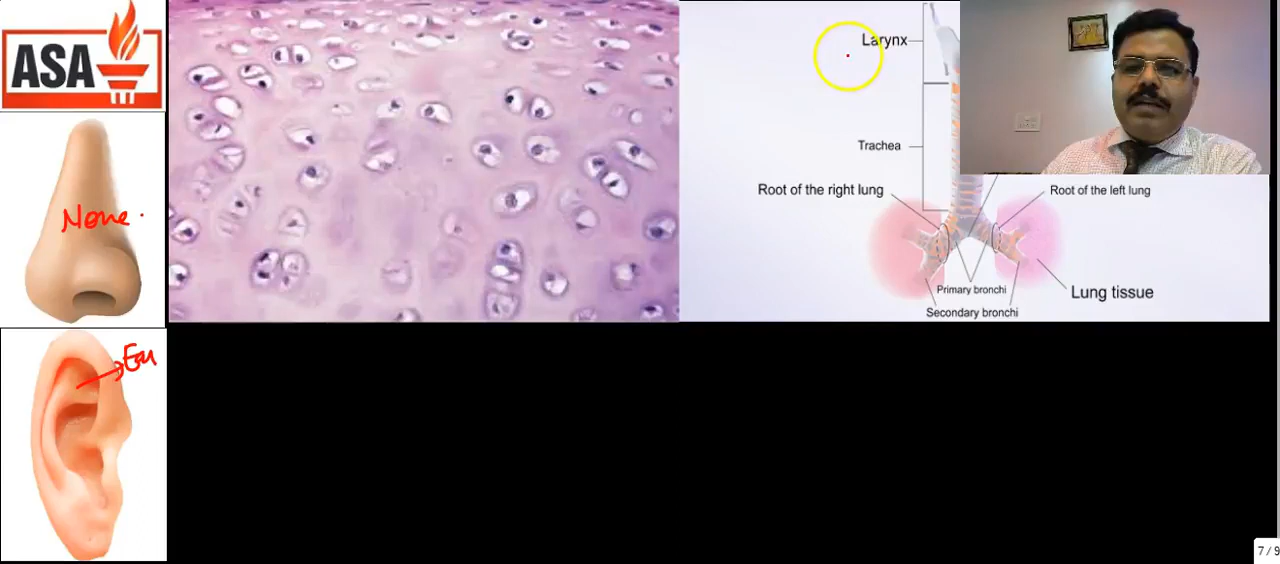 ASA
None
Ear
Larynx
Trachea
Root of the right lung
Root of the left lung
Primary bronchi
Lung tissue
Secondary bronchi
7 / 9